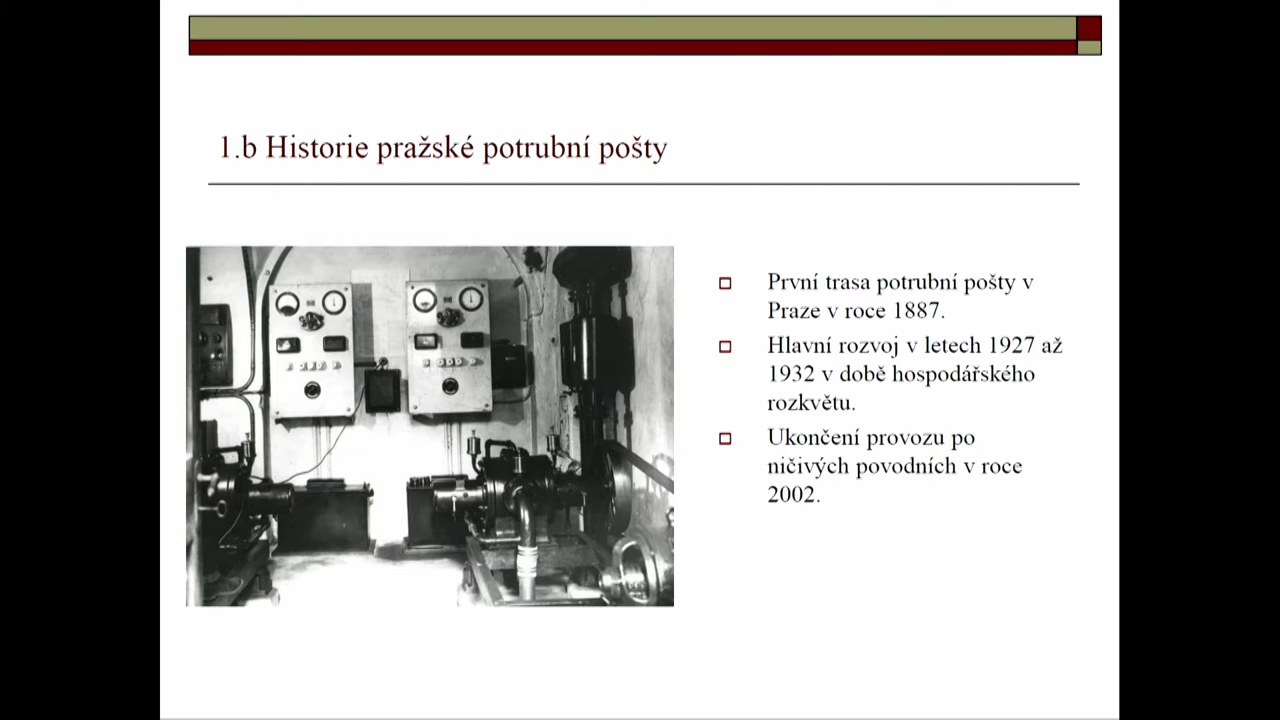 1.b Historie pražské potrubní pošty
První trasa potrubní pošty v
Praze v roce 1887.
Hlavní rozvoj v letech 1927 až
1932 v době hospodářského
rozkvětu.
Ukončení provozu po
ničivých povodních v roce
2002.